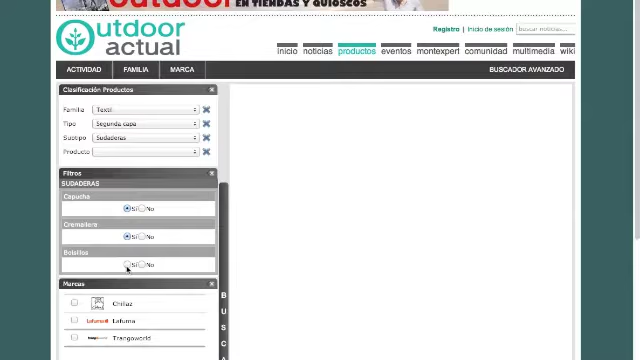 Outdoor EN TIENDAS Y QUIOSCOS
Outdoor
actual
Registro | Inicio de sesión
buscar noticias,...
inicio noticias productos eventos montexpert comunidad multimedia wiki
ACTIVIDAD FAMILIA MARCA BUSCADOR AVANZADO
Clasificación Productos
Familia Textil
Tipo Segunda capa
Subtipo Sudaderas
Producto
Filtros
SUDADERAS
Capucha
Sí No
Cremallera
Sí No
Bolsillos
Sí No
Marcas
Chillaz
Lafuma Lafuma
Trangoworld
B
U
S
C
A